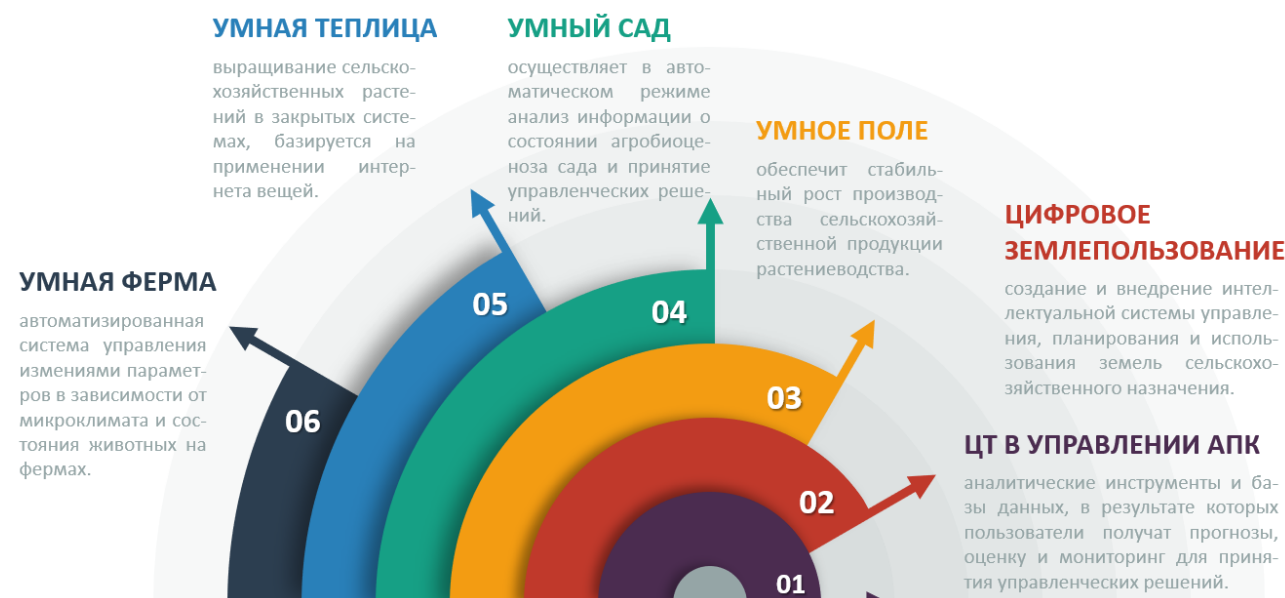 УМНАЯ ТЕПЛИЦА
выращивание сельско-
хозяйственных расте-
ний в закрытых систе-
мах, базируется на
применении интер-
нета вещей.
УМНЫЙ САД
осуществляет в авто-
матическом режиме
анализ информации о
состоянии агробиоце-
ноза сада и принятие
управленческих реше-
ний.
УМНОЕ ПОЛЕ
обеспечит стабиль-
ный рост производ-
ства сельскохозяй-
ственной продукции
растениеводства.
ЦИФРОВОЕ
ЗЕМЛЕПОЛЬЗОВАНИЕ
создание и внедрение интел-
лектуальной системы управле-
ния, планирования и исполь-
зования земель сельскохо-
зяйственного назначения.
УМНАЯ ФЕРМА
автоматизированная
система управления
измениями парамет-
ров в зависимости от
микроклимата и сос-
тояния животных на
фермах.
ЦТ В УПРАВЛЕНИИ АПК
аналитические инструменты и ба-
зы данных, в результате которых
пользователи получат прогнозы,
оценку и мониторинг для приня-
тия управленческих решений.
05
04
03
06
02
01